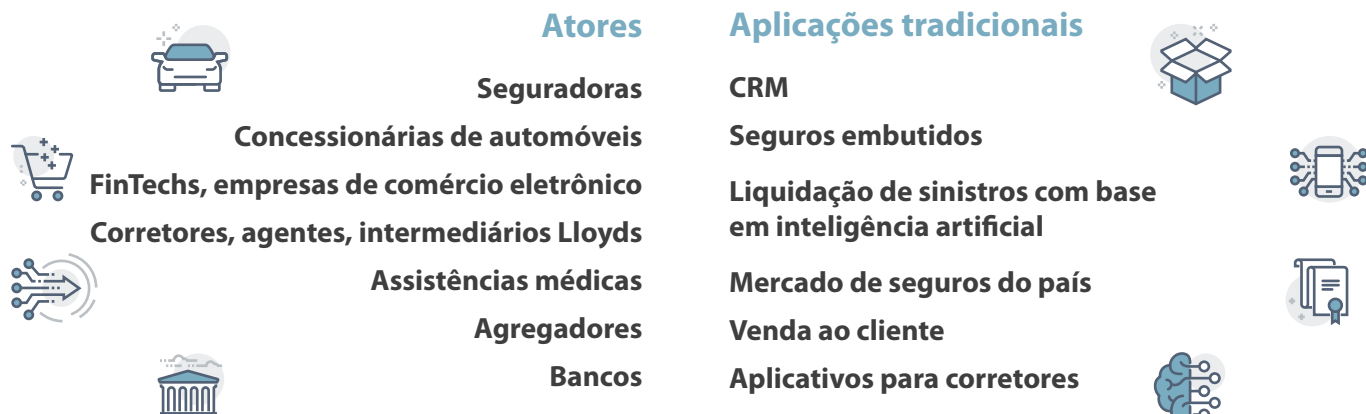 Atores
Seguradoras
Concessionárias de automóveis
FinTechs, empresas de comércio eletrônico
Corretores, agentes, intermediários Lloyds
Assistências médicas
Agregadores
Bancos
Aplicações tradicionais
CRM
Seguros embutidos
Liquidação de sinistros com base
em inteligência artificial
Mercado de seguros do país
Venda ao cliente
Aplicativos para corretores